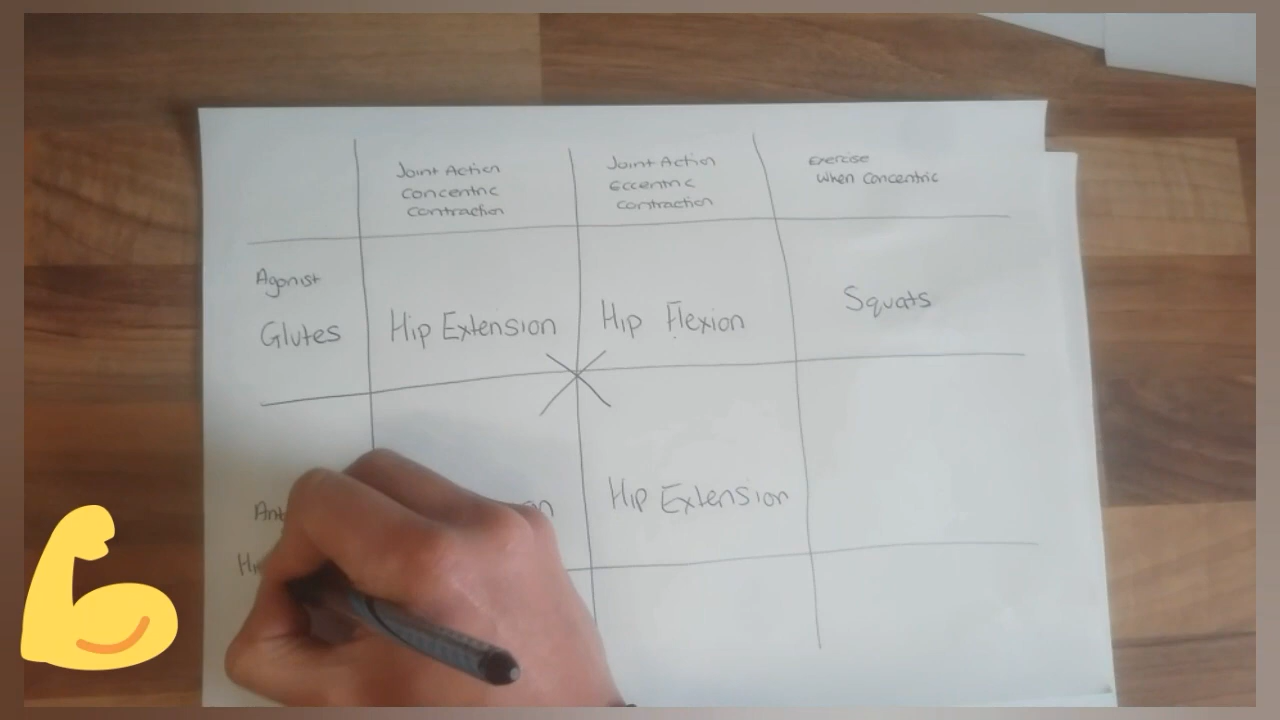 Joint Action
Concentric
Contraction
Joint Action
Eccentric
Contraction
Exercise
When Concentric
Agonist
Glutes
Hip Extension
Hip Flexion
Squats
Hip Extension